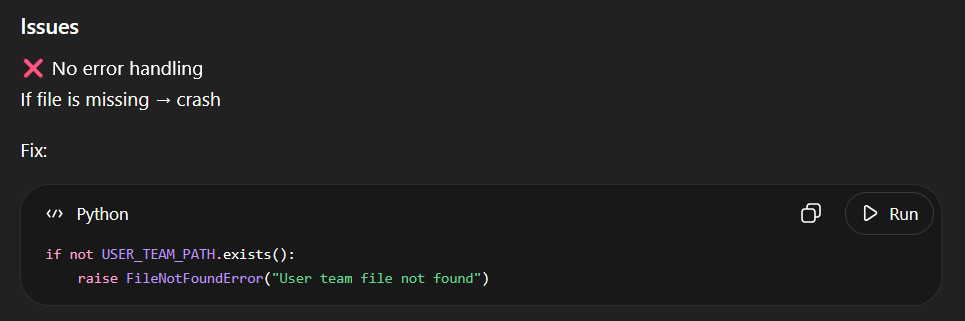 Issues
❌ No error handling
If file is missing → crash
Fix:
</> Python Run
if not USER_TEAM_PATH.exists():
    raise FileNotFoundError("User team file not found")